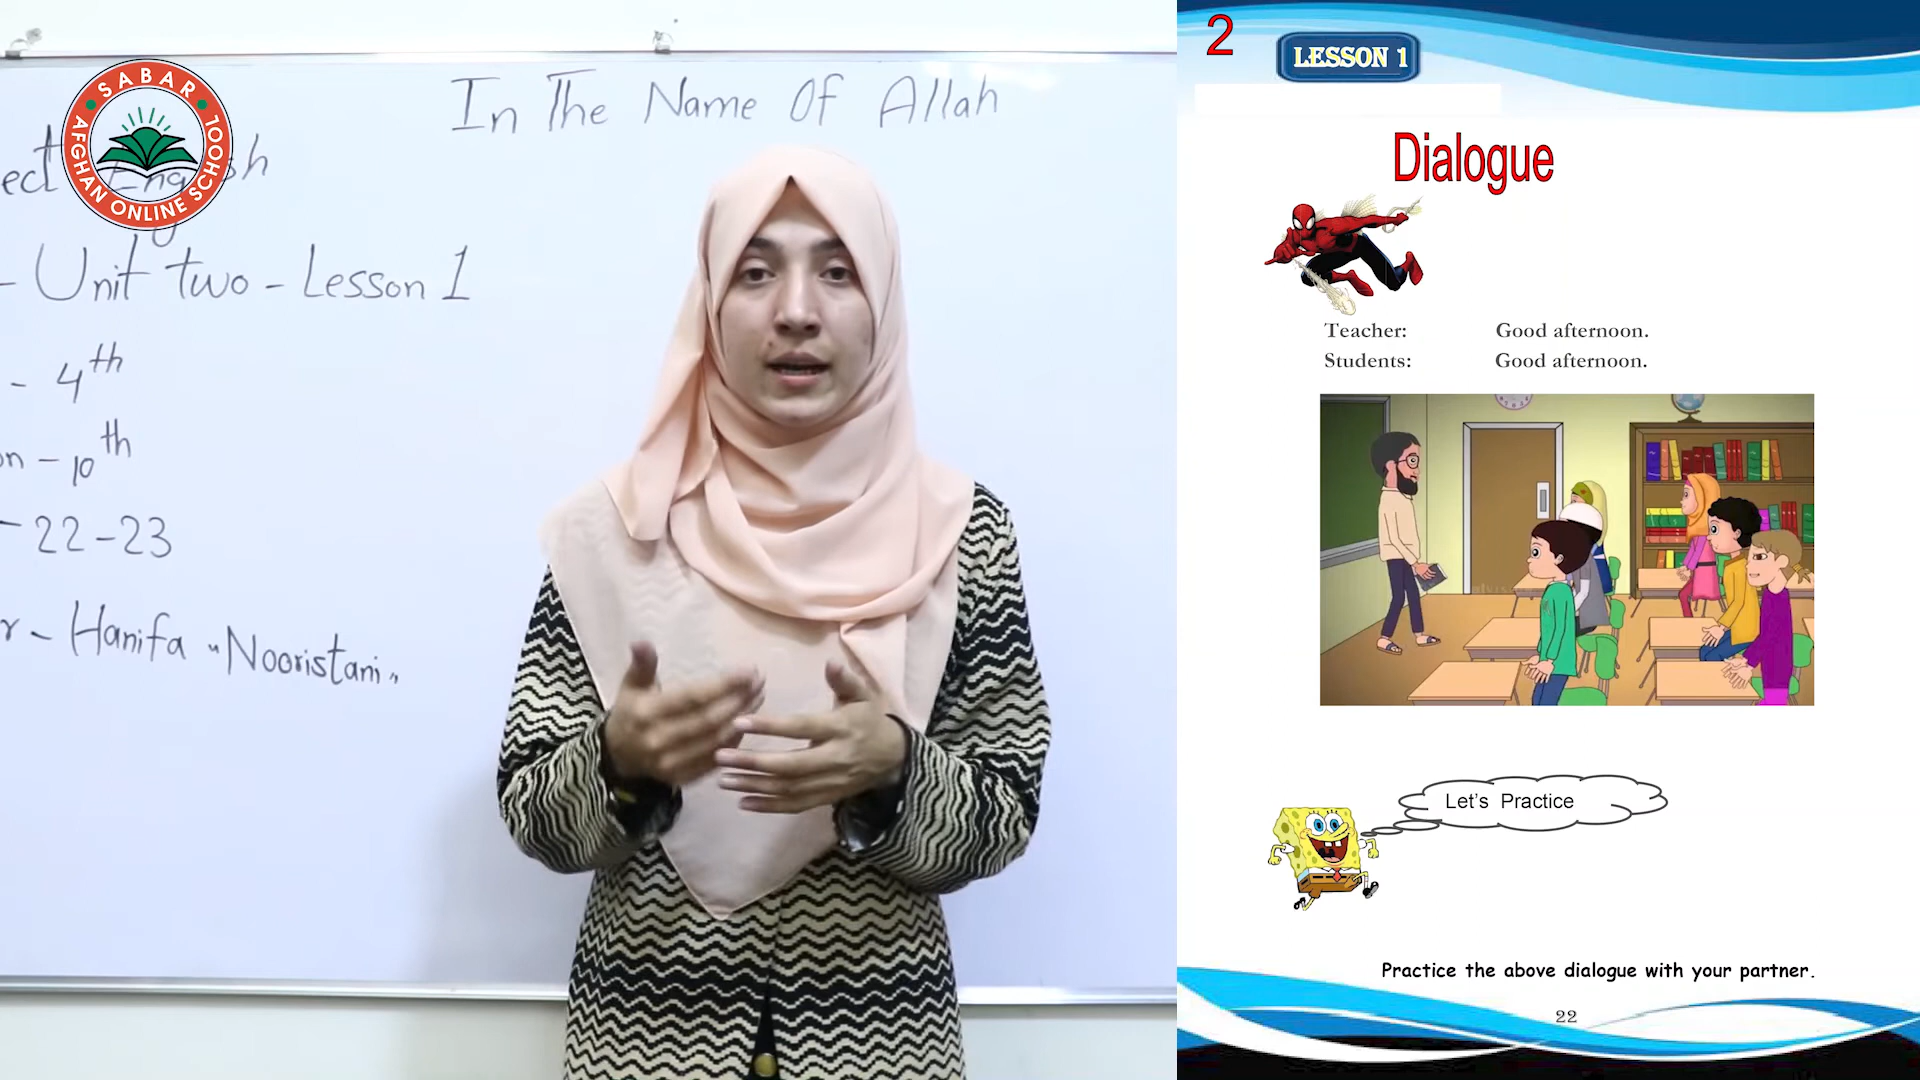 In The Name Of Allah
SABAR
AFGHAN ONLINE SCHOOL
ect English
- Unit two - Lesson 1
- 4th
on - 10th
- 22-23
r - Hanifa "Nooristani"
2
LESSON 1
Dialogue
Teacher: Good afternoon.
Students: Good afternoon.
Let's Practice
Practice the above dialogue with your partner.
22